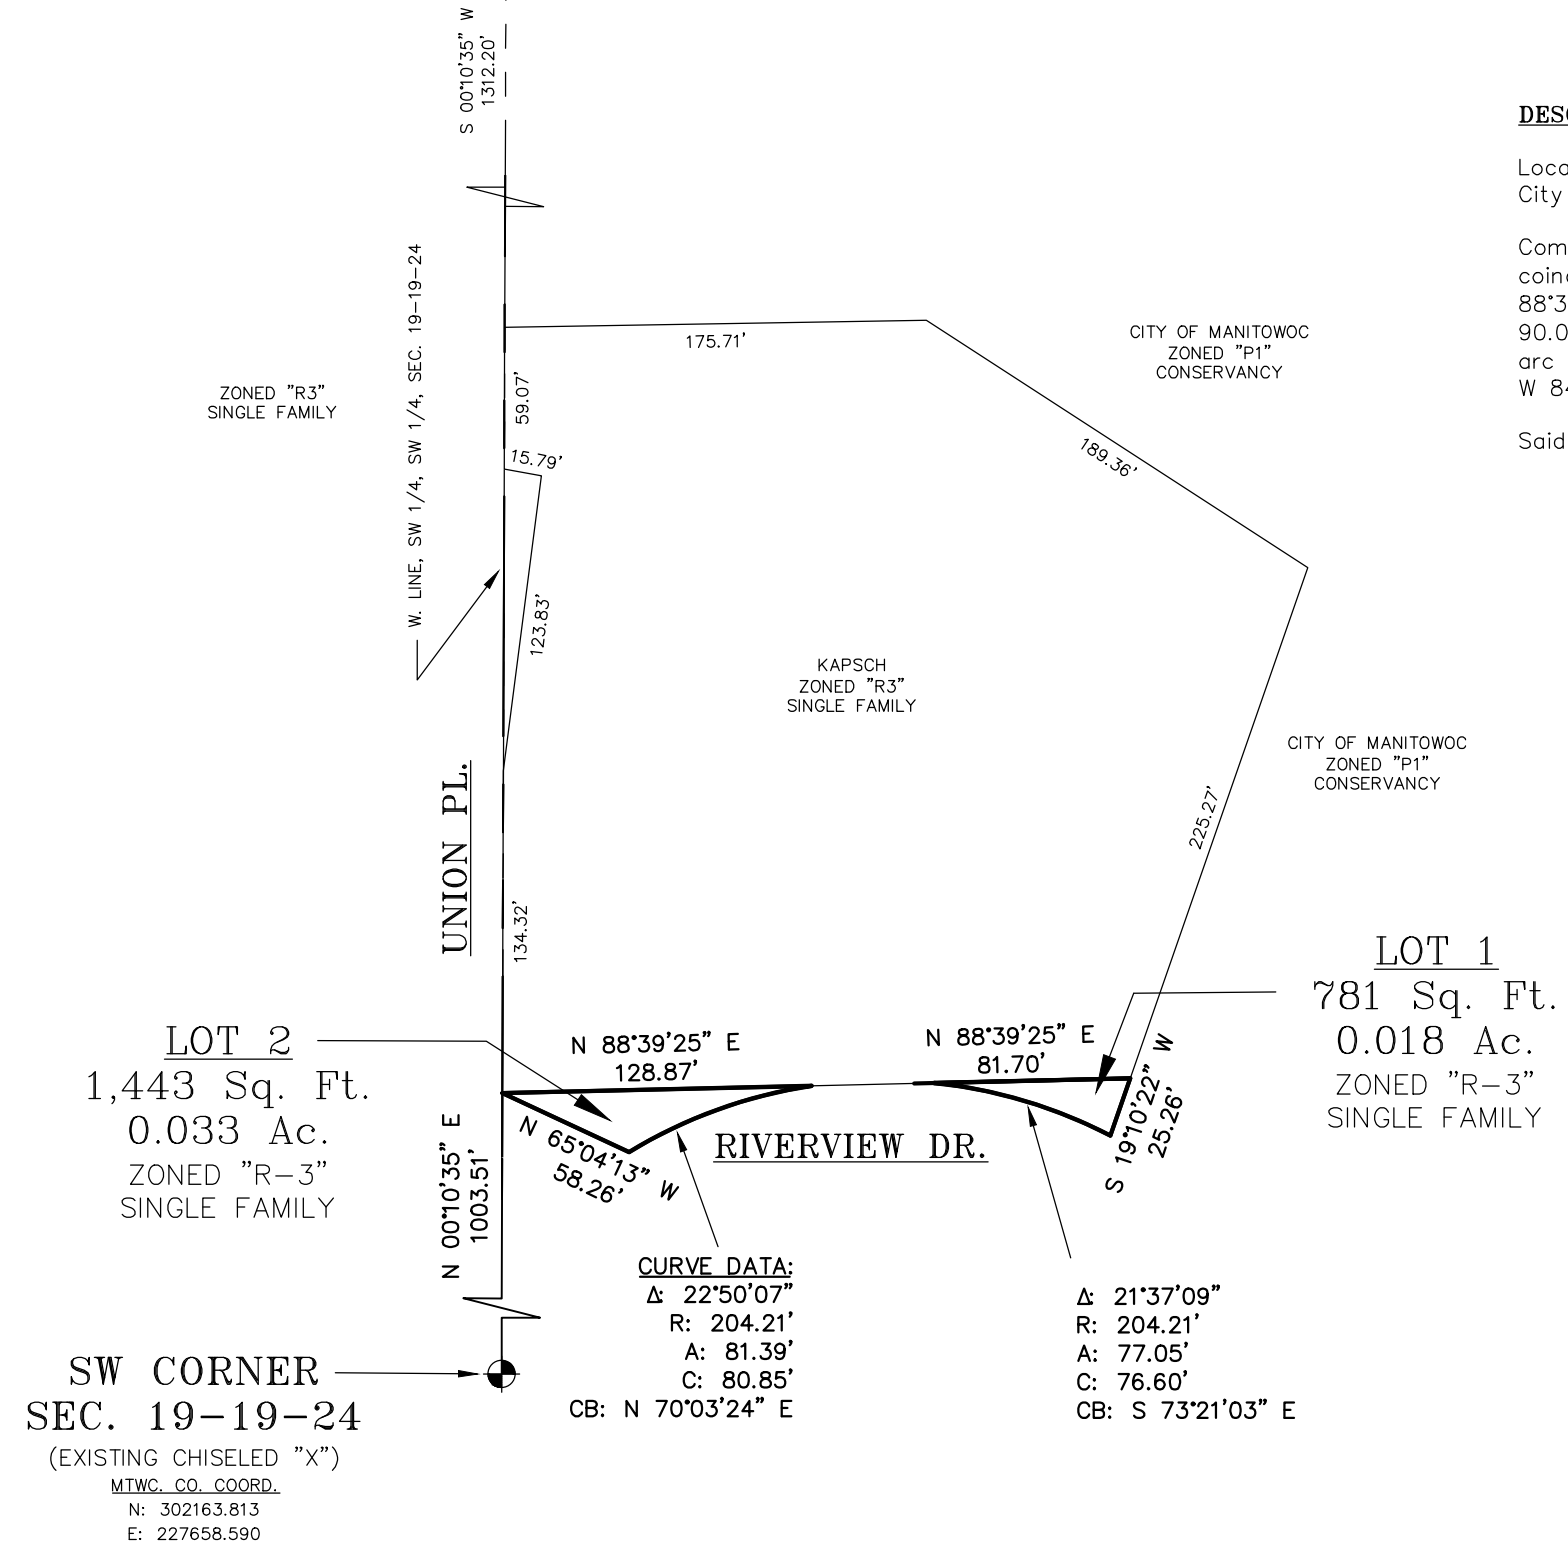 S 00°10'35" W
1312.20'
DES
Loca
City
Com
coin
88°3
90.0
arc
W 84
Said
W. LINE, SW 1/4, SW 1/4, SEC. 19-19-24
ZONED "R3"
SINGLE FAMILY
175.71'
59.07'
15.79'
123.83'
CITY OF MANITOWOC
ZONED "P1"
CONSERVANCY
189.36'
KAPSCH
ZONED "R3"
SINGLE FAMILY
CITY OF MANITOWOC
ZONED "P1"
CONSERVANCY
225.27'
UNION PL.
134.32'
LOT 1
781 Sq. Ft.
0.018 Ac.
ZONED "R-3"
SINGLE FAMILY
LOT 2
1,443 Sq. Ft.
0.033 Ac.
ZONED "R-3"
SINGLE FAMILY
N 88°39'25" E
128.87'
N 88°39'25" E
81.70'
S 19°10'22" W
25.26'
N 65°04'13" W
58.26'
RIVERVIEW DR.
N 00°10'35" E
1003.51'
CURVE DATA:
Δ: 22°50'07"
R: 204.21'
A: 81.39'
C: 80.85'
CB: N 70°03'24" E
Δ: 21°37'09"
R: 204.21'
A: 77.05'
C: 76.60'
CB: S 73°21'03" E
SW CORNER
SEC. 19-19-24
(EXISTING CHISELED "X")
MTWC. CO. COORD.
N: 302163.813
E: 227658.590